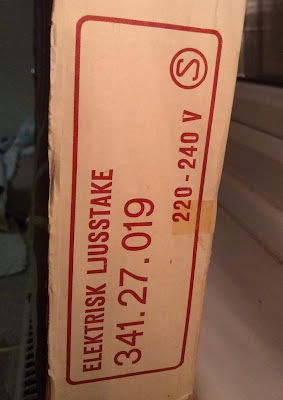 ELEKTRISK LJUSSTAKE
341.27.019
220-240 V Ⓢ